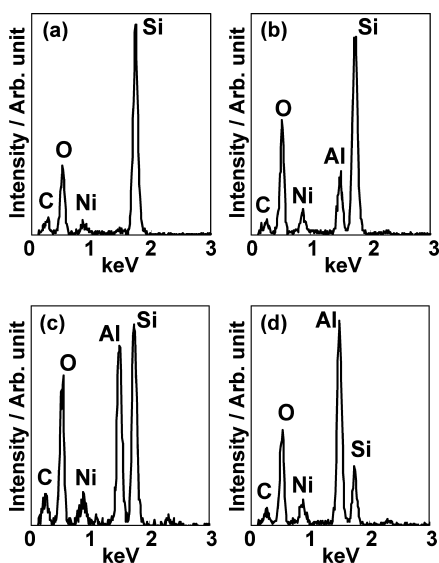 (a)
Si
O
C
Ni
Intensity / Arb. unit
0 1 2 3
keV
(b)
Si
O
Al
Ni
C
Intensity / Arb. unit
0 1 2 3
keV
(c)
Si
Al
O
C
Ni
Intensity / Arb. unit
0 1 2 3
keV
(d)
Al
O
Si
Ni
C
Intensity / Arb. unit
0 1 2 3
keV